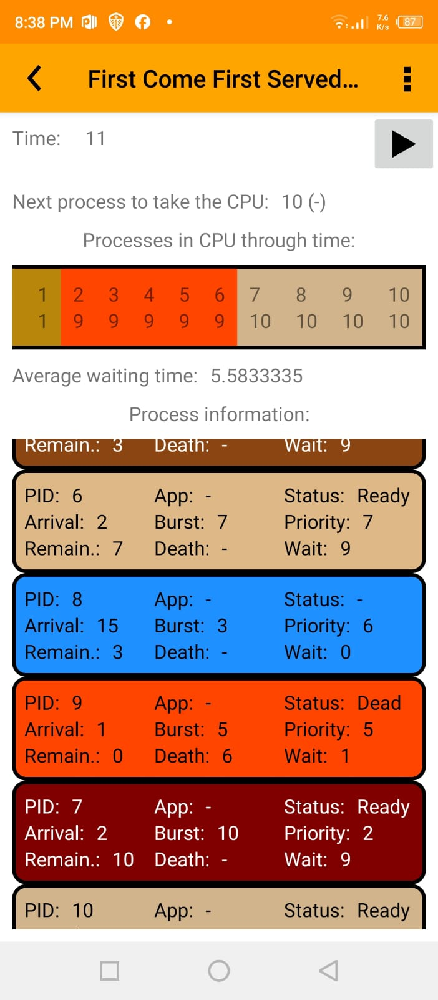 8:38 PM 7.6 K/s 87
First Come First Served...
Time: 11
Next process to take the CPU: 10 (-)
Processes in CPU through time:
1 2 3 4 5 6 7 8 9 10
1 9 9 9 9 9 10 10 10 10
Average waiting time: 5.5833335
Process information:
Remain.: 3 Death: - Wait: 9
PID: 6 App: - Status: Ready
Arrival: 2 Burst: 7 Priority: 7
Remain.: 7 Death: - Wait: 9
PID: 8 App: - Status: -
Arrival: 15 Burst: 3 Priority: 6
Remain.: 3 Death: - Wait: 0
PID: 9 App: - Status: Dead
Arrival: 1 Burst: 5 Priority: 5
Remain.: 0 Death: 6 Wait: 1
PID: 7 App: - Status: Ready
Arrival: 2 Burst: 10 Priority: 2
Remain.: 10 Death: - Wait: 9
PID: 10 App: - Status: Ready